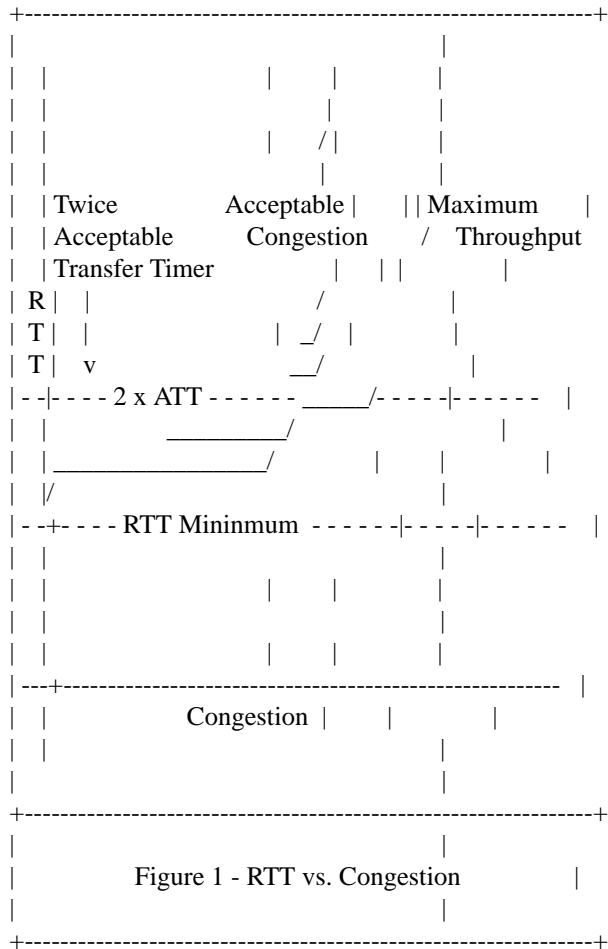 Twice Acceptable Maximum
Acceptable Congestion / Throughput
Transfer Timer
R
T
T v
2 x ATT
RTT Mininmum
Congestion
Figure 1 - RTT vs. Congestion